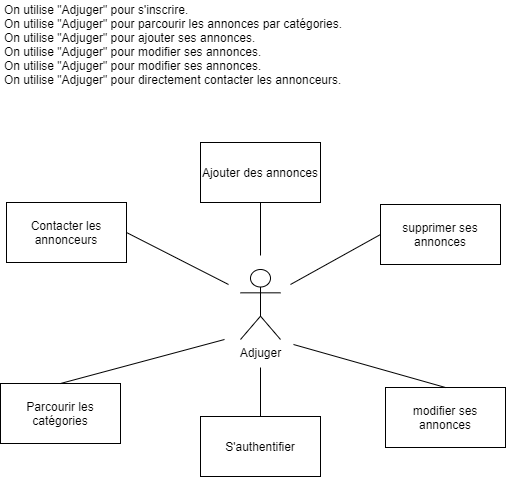 On utilise "Adjuger" pour s'inscrire.
On utilise "Adjuger" pour parcourir les annonces par catégories.
On utilise "Adjuger" pour ajouter ses annonces.
On utilise "Adjuger" pour modifier ses annonces.
On utilise "Adjuger" pour modifier ses annonces.
On utilise "Adjuger" pour directement contacter les annonceurs.
Ajouter des annonces
Contacter les
annonceurs
supprimer ses
annonces
Adjuger
Parcourir les
catégories
S'authentifier
modifier ses
annonces